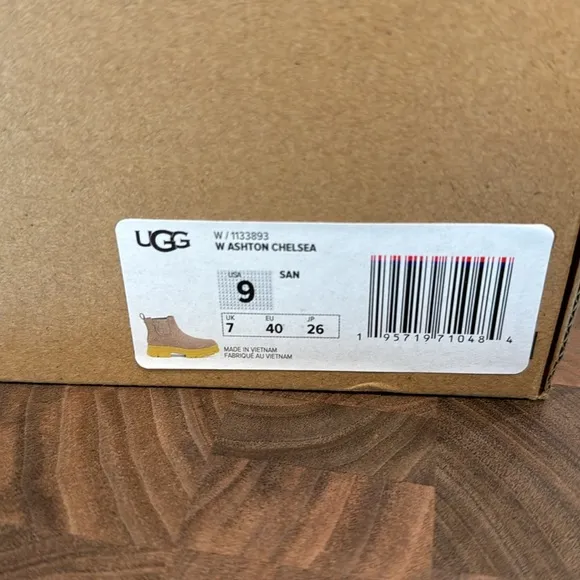 UGG
W / 1133893
W ASHTON CHELSEA
USA
9
SAN
UK EU JP
7 40 26
MADE IN VIETNAM
FABRIQUÉ AU VIETNAM
1 95719 71048 4